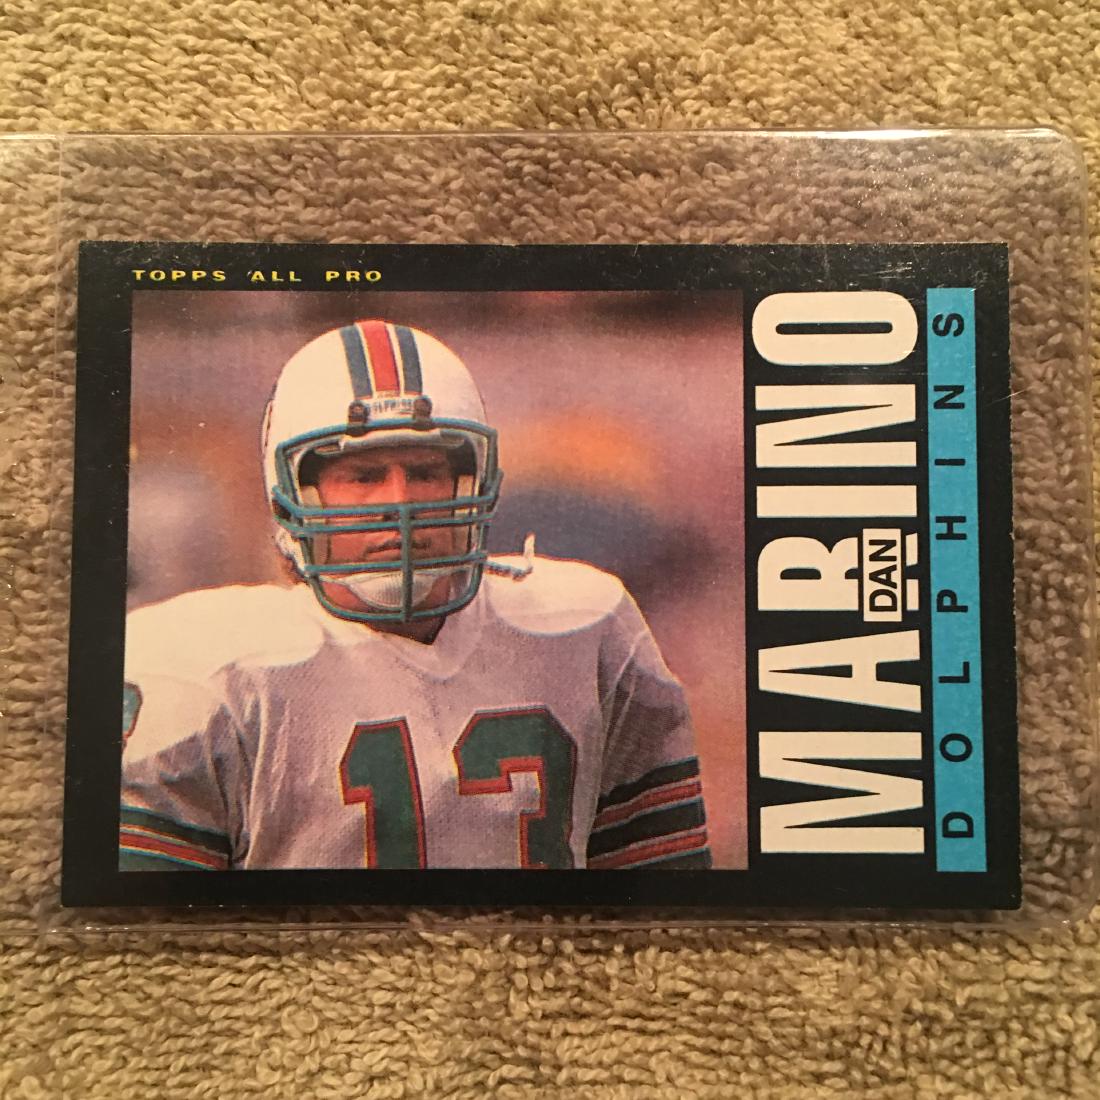 TOPPS ALL PRO
DAN
MARINO
DOLPHINS
13